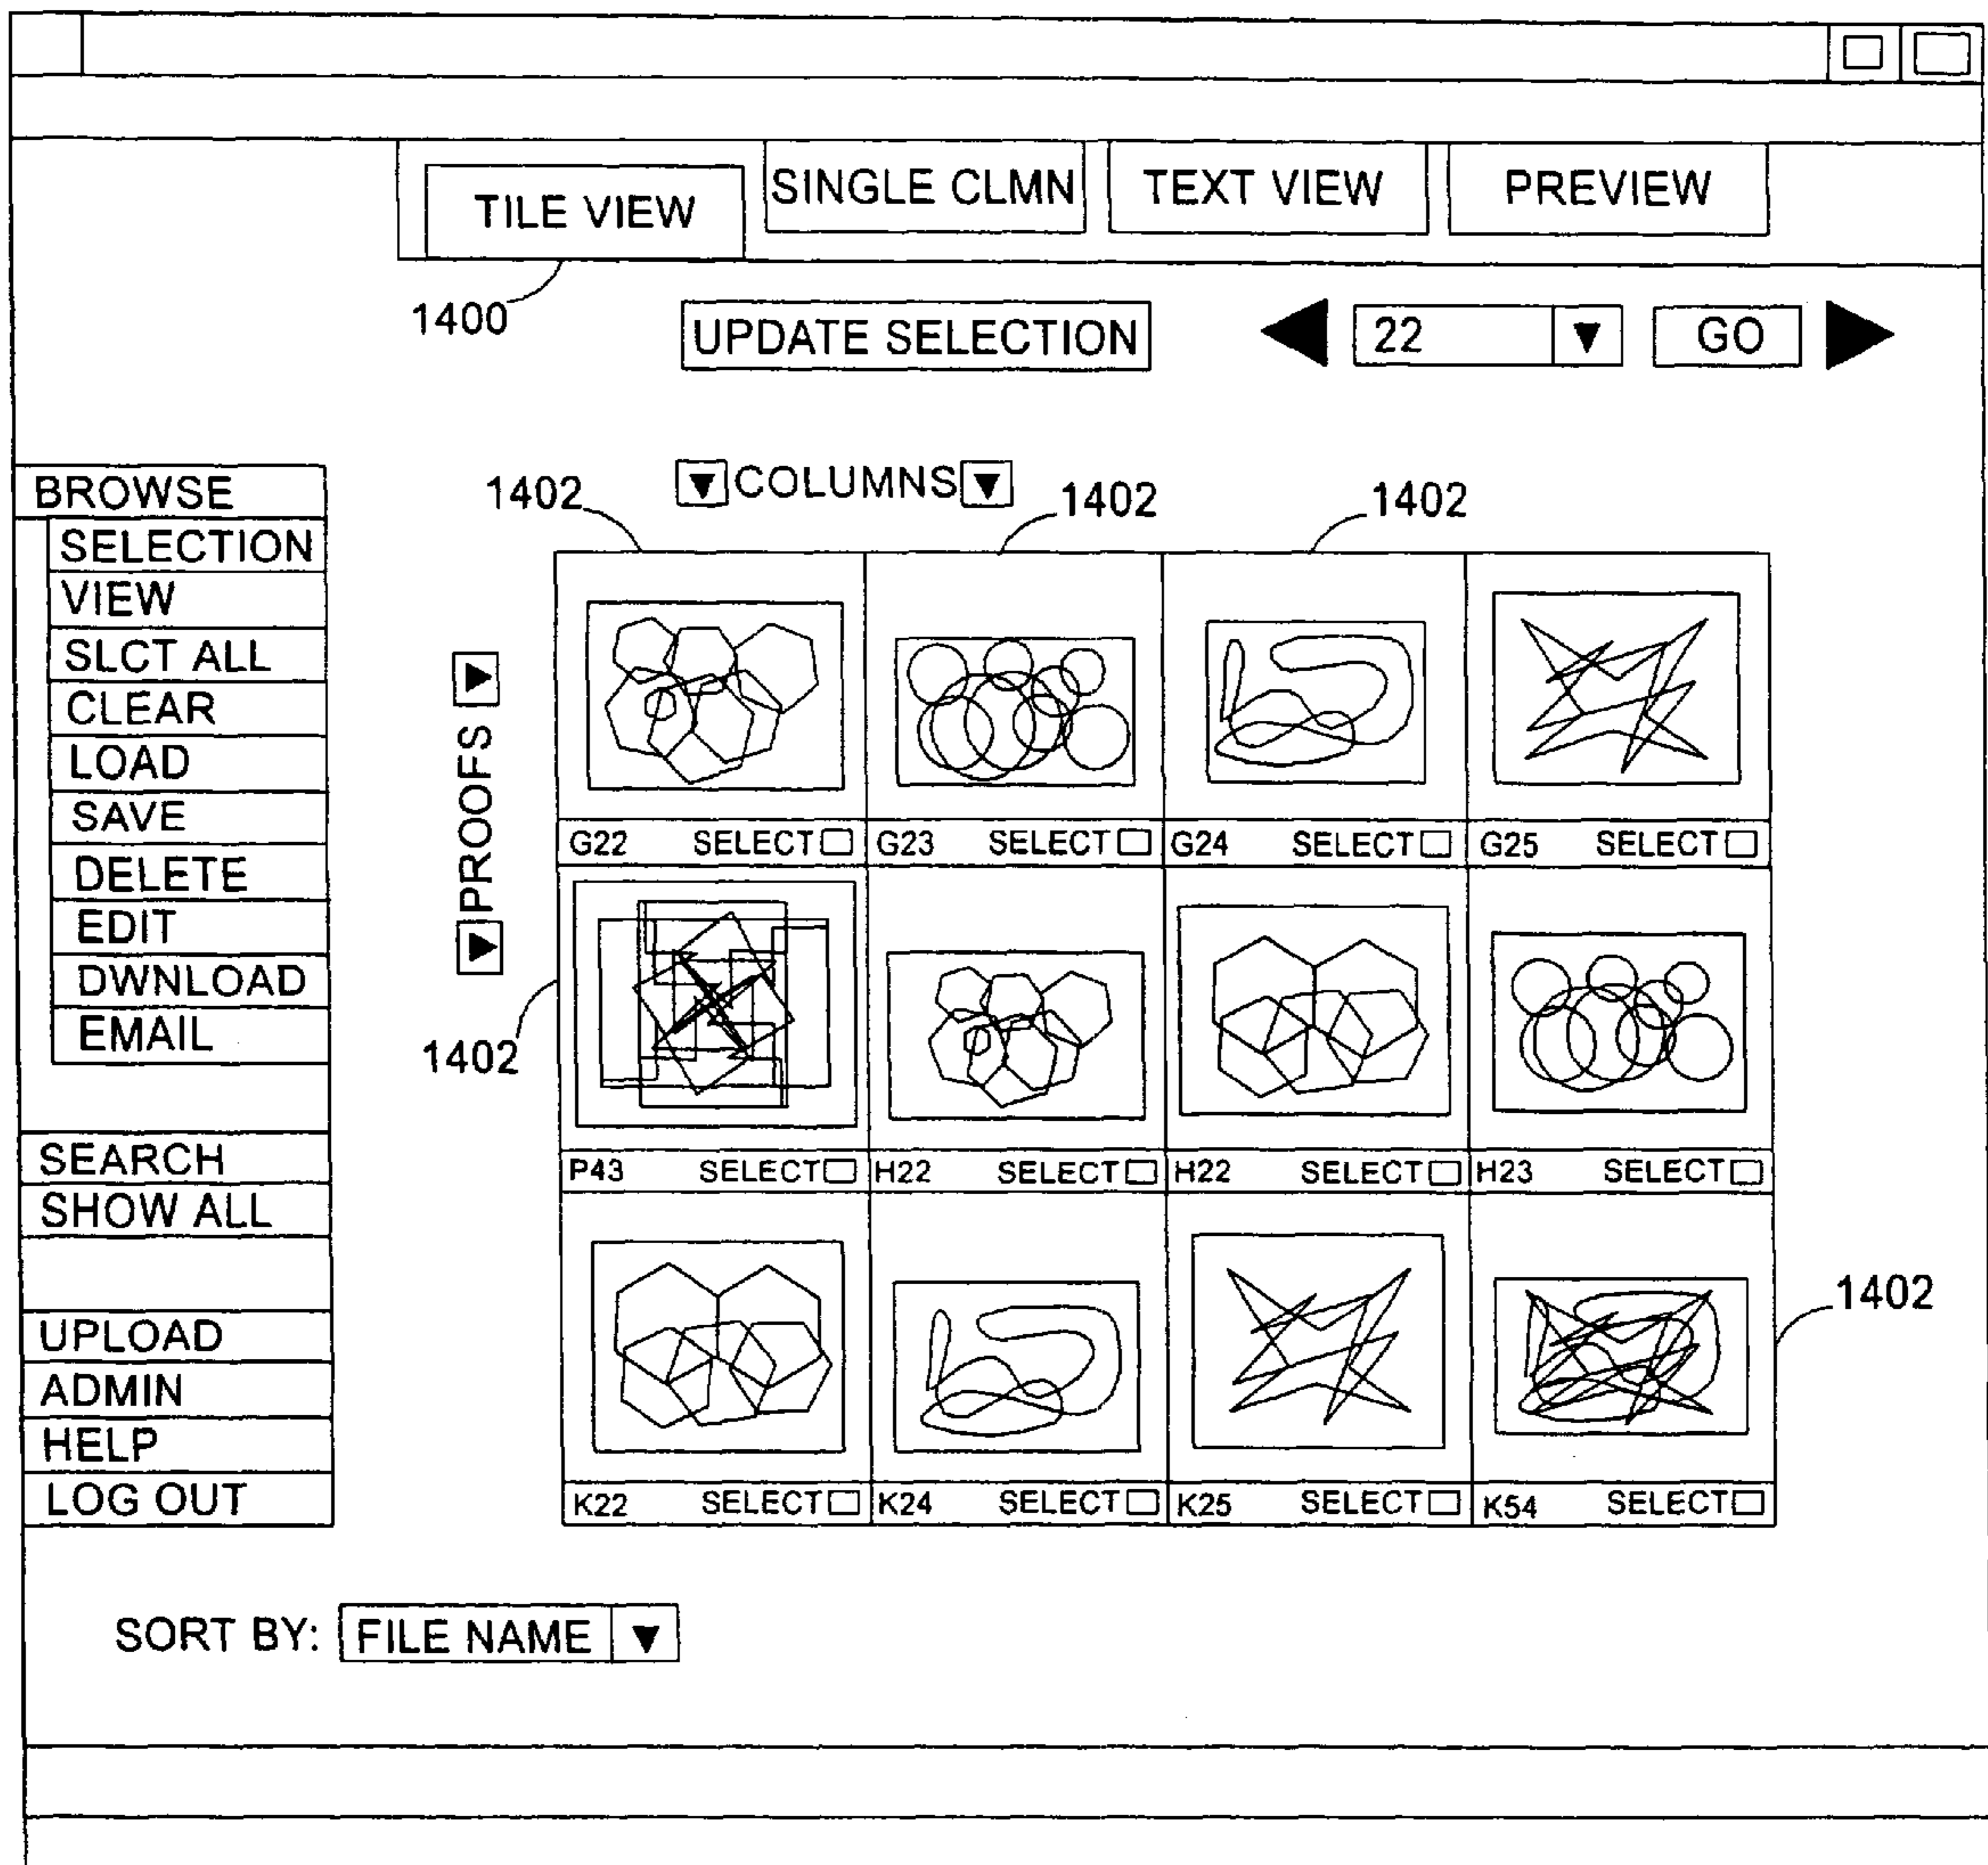 TILE VIEW SINGLE CLMN TEXT VIEW PREVIEW
1400
UPDATE SELECTION 22 GO
BROWSE
SELECTION
VIEW
SLCT ALL
CLEAR
LOAD
SAVE
DELETE
EDIT
DWNLOAD
EMAIL
SEARCH
SHOW ALL
UPLOAD
ADMIN
HELP
LOG OUT
COLUMNS
PROOFS
1402 1402 1402
G22 SELECT G23 SELECT G24 SELECT G25 SELECT
1402
P43 SELECT H22 SELECT H22 SELECT H23 SELECT
1402
K22 SELECT K24 SELECT K25 SELECT K54 SELECT
SORT BY: FILE NAME